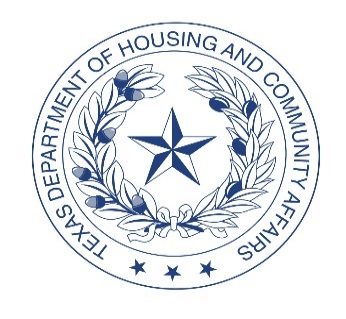 TEXAS DEPARTMENT OF HOUSING AND COMMUNITY AFFAIRS